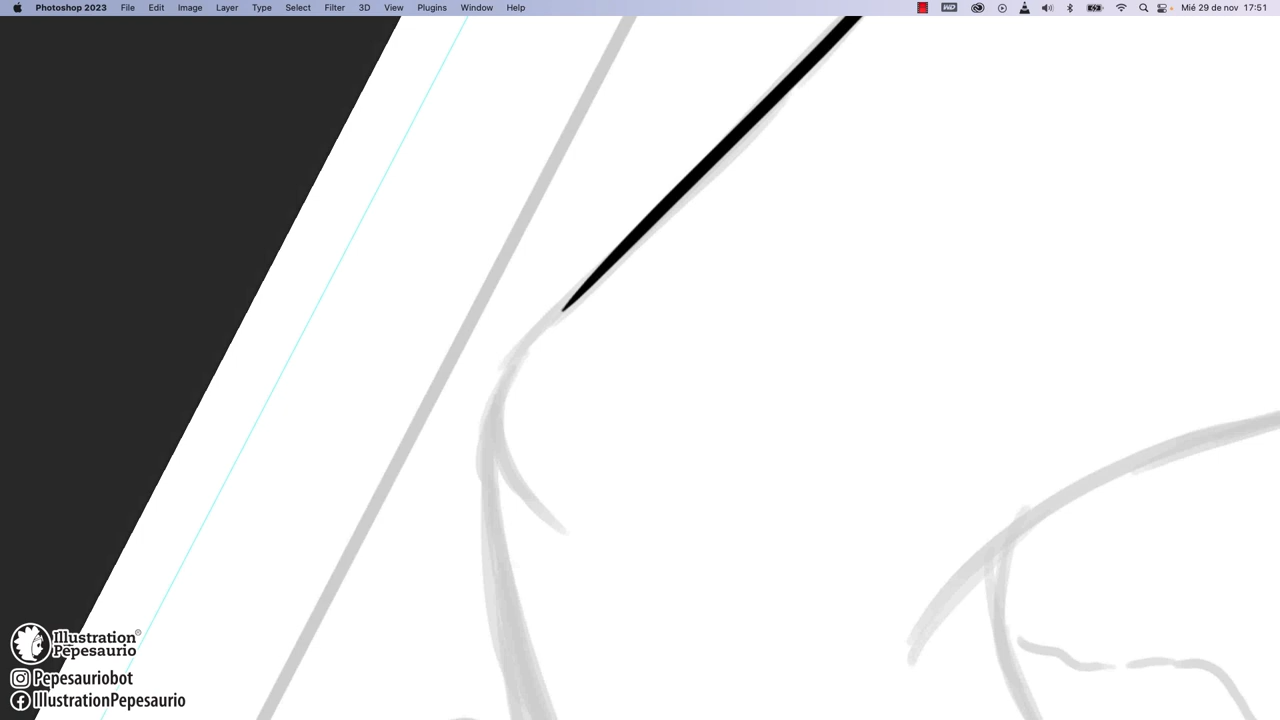 Photoshop 2023 File Edit Image Layer Type Select Filter 3D View Plugins Window Help Mié 29 de nov 17:51
Illustration®
Pepesaurio
Pepesauriobot
IllustrationPepesaurio